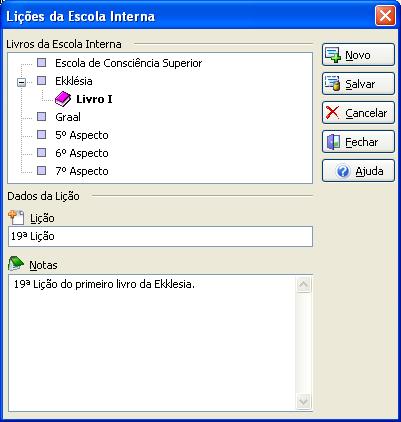 Lições da Escola Interna
Livros da Escola Interna
Escola de Consciência Superior
Ekklésia
Livro I
Graal
5º Aspecto
6º Aspecto
7º Aspecto
Novo
Salvar
Cancelar
Fechar
Ajuda
Dados da Lição
Lição
19ª Lição
Notas
19ª Lição do primeiro livro da Ekklesia.